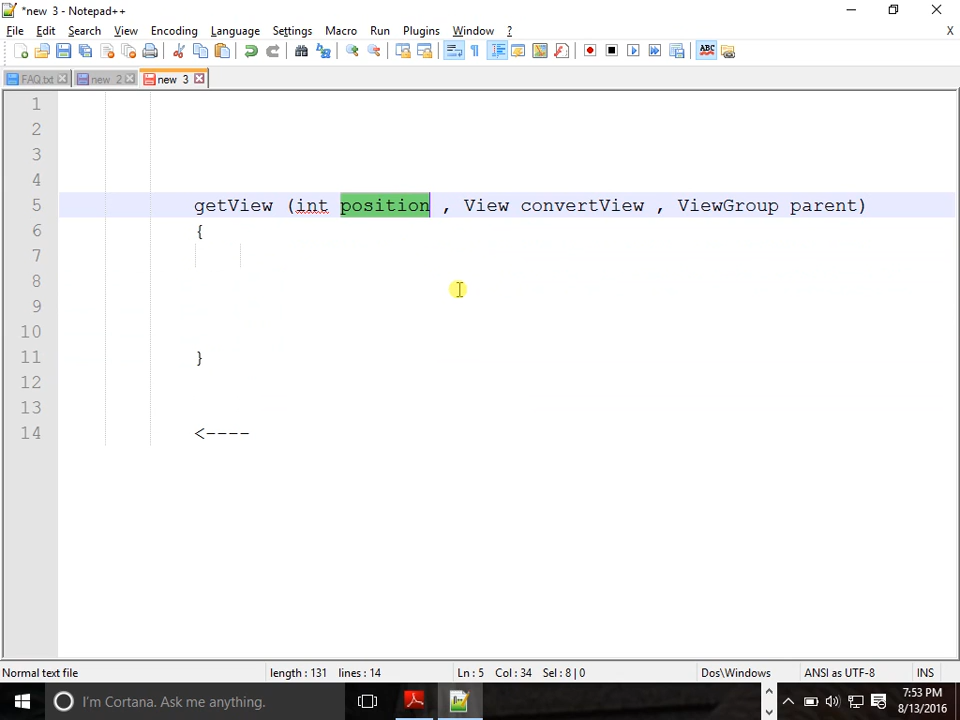 *new  3 - Notepad++
File Edit Search View Encoding Language Settings Macro Run Plugins Window ? X
FAQ.txt new  2 new  3
1
2
3
4
5 getView (int position , View convertView , ViewGroup parent)
6 {
7
8
9
10
11 }
12
13
14 <----
Normal text file length : 131 lines : 14 Ln : 5 Col : 34 Sel : 8 | 0 Dos\Windows ANSI as UTF-8 INS
I'm Cortana. Ask me anything. 7:53 PM
8/13/2016